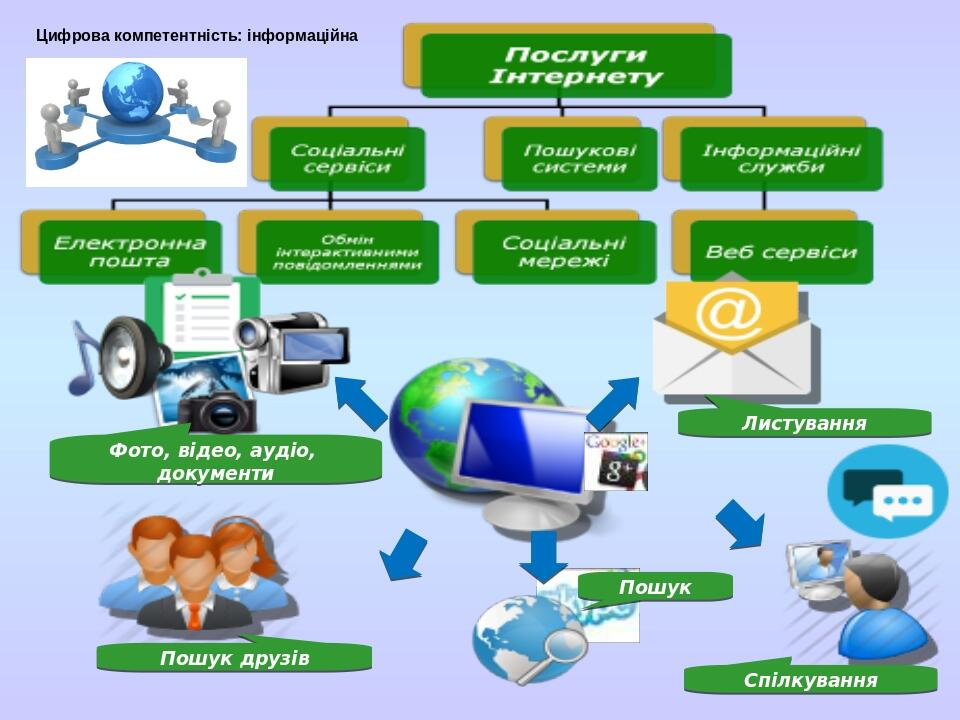 Цифрова компетентність: інформаційна
Послуги
Інтернету
Соціальні
сервіси
Пошукові
системи
Інформаційні
служби
Електронна
пошта
Обмін
інтерактивними
повідомленнями
Соціальні
мережі
Веб сервіси
@
Листування
Google+
8+
Фото, відео, аудіо,
документи
Пошук
Пошук друзів
Спілкування